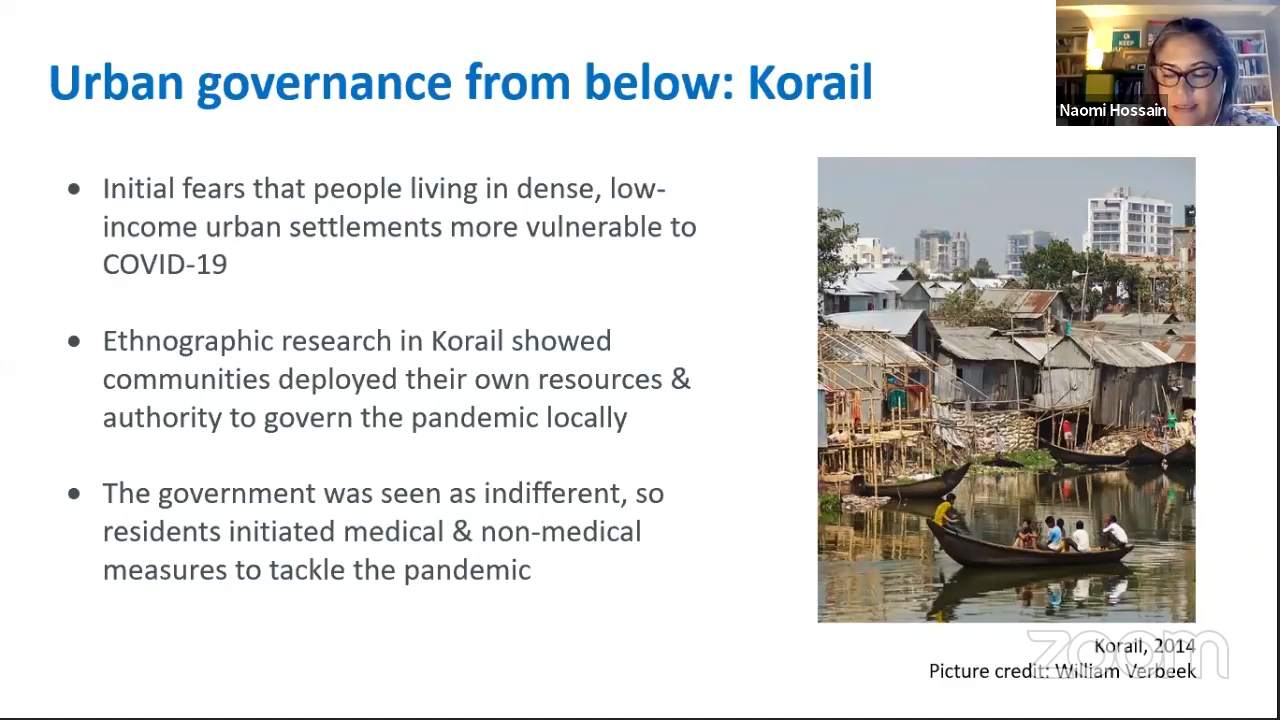 Urban governance from below: Korail
KEEP
Naomi Hossain
● Initial fears that people living in dense, low-
income urban settlements more vulnerable to
COVID-19
● Ethnographic research in Korail showed
communities deployed their own resources &
authority to govern the pandemic locally
● The government was seen as indifferent, so
residents initiated medical & non-medical
measures to tackle the pandemic
Korail, 2014
Picture credit: William Verbeek
zoom